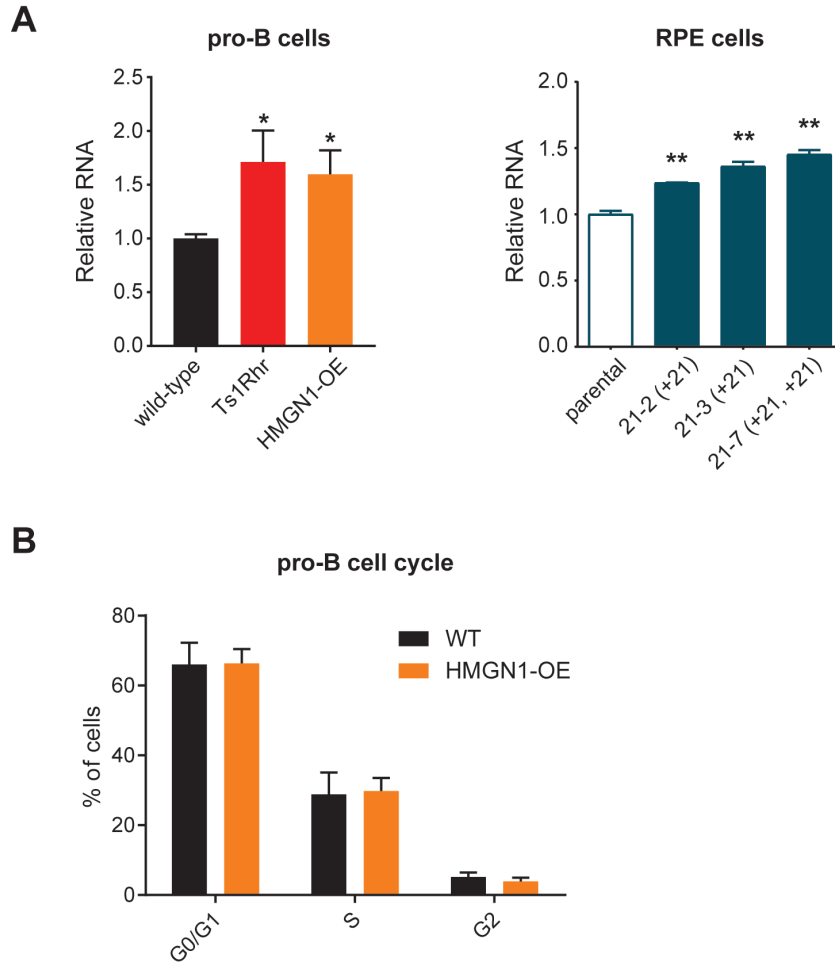 A
pro-B cells
Relative RNA
2.5
2.0
1.5
1.0
0.5
0.0
*
*
wild-type
Ts1Rhr
HMGN1-OE
RPE cells
Relative RNA
2.0
1.5
1.0
0.5
0.0
**
**
**
parental
21-2 (+21)
21-3 (+21)
21-7 (+21, +21)
B
pro-B cell cycle
% of cells
80
60
40
20
0
WT
HMGN1-OE
G0/G1
S
G2